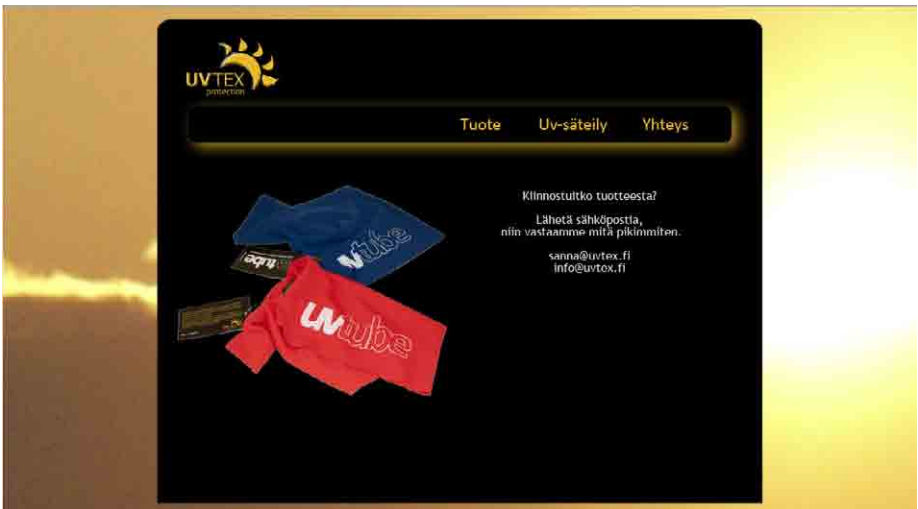 UVTEX
protection
Tuote Uv-säteily Yhteys
Kiinnostuitko tuotteesta?
Lähetä sähköpostia,
niin vastaamme mitä pikimmiten.
sanna@uvtex.fi
info@uvtex.fi
uvtube
tube
uvtube